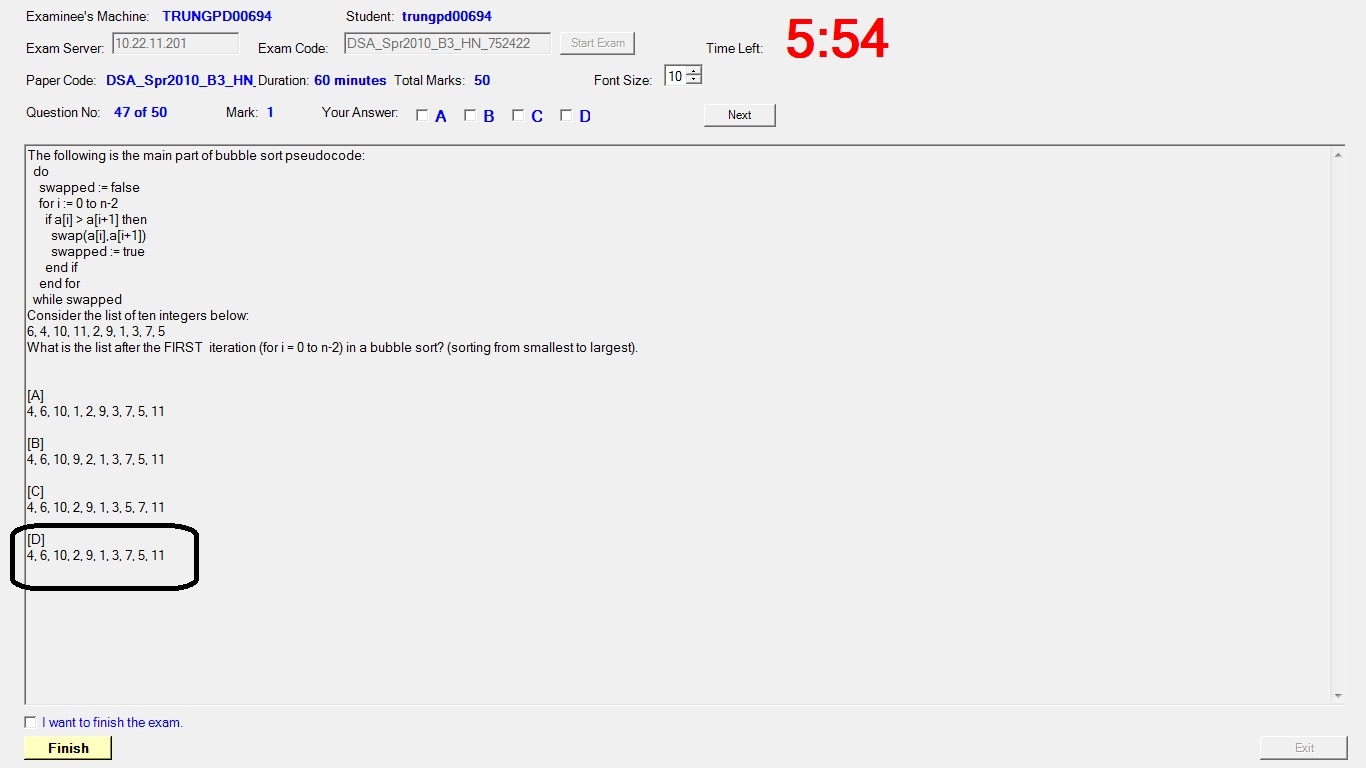 Examinee's Machine: TRUNGPD00694 Student: trungpd00694
5:54
Exam Server: 10.22.11.201 Exam Code: DSA_Spr2010_B3_HN_752422 Start Exam Time Left:
Paper Code: DSA_Spr2010_B3_HN_ Duration: 60 minutes Total Marks: 50 Font Size: 10
Question No: 47 of 50 Mark: 1 Your Answer: A B C D Next
The following is the main part of bubble sort pseudocode:
do
swapped := false
for i := 0 to n-2
if a[i] > a[i+1] then
swap(a[i],a[i+1])
swapped := true
end if
end for
while swapped
Consider the list of ten integers below:
6, 4, 10, 11, 2, 9, 1, 3, 7, 5
What is the list after the FIRST iteration (for i = 0 to n-2) in a bubble sort? (sorting from smallest to largest).
[A]
4, 6, 10, 1, 2, 9, 3, 7, 5, 11
[B]
4, 6, 10, 9, 2, 1, 3, 7, 5, 11
[C]
4, 6, 10, 2, 9, 1, 3, 5, 7, 11
[D]
4, 6, 10, 2, 9, 1, 3, 7, 5, 11
I want to finish the exam.
Finish Exit